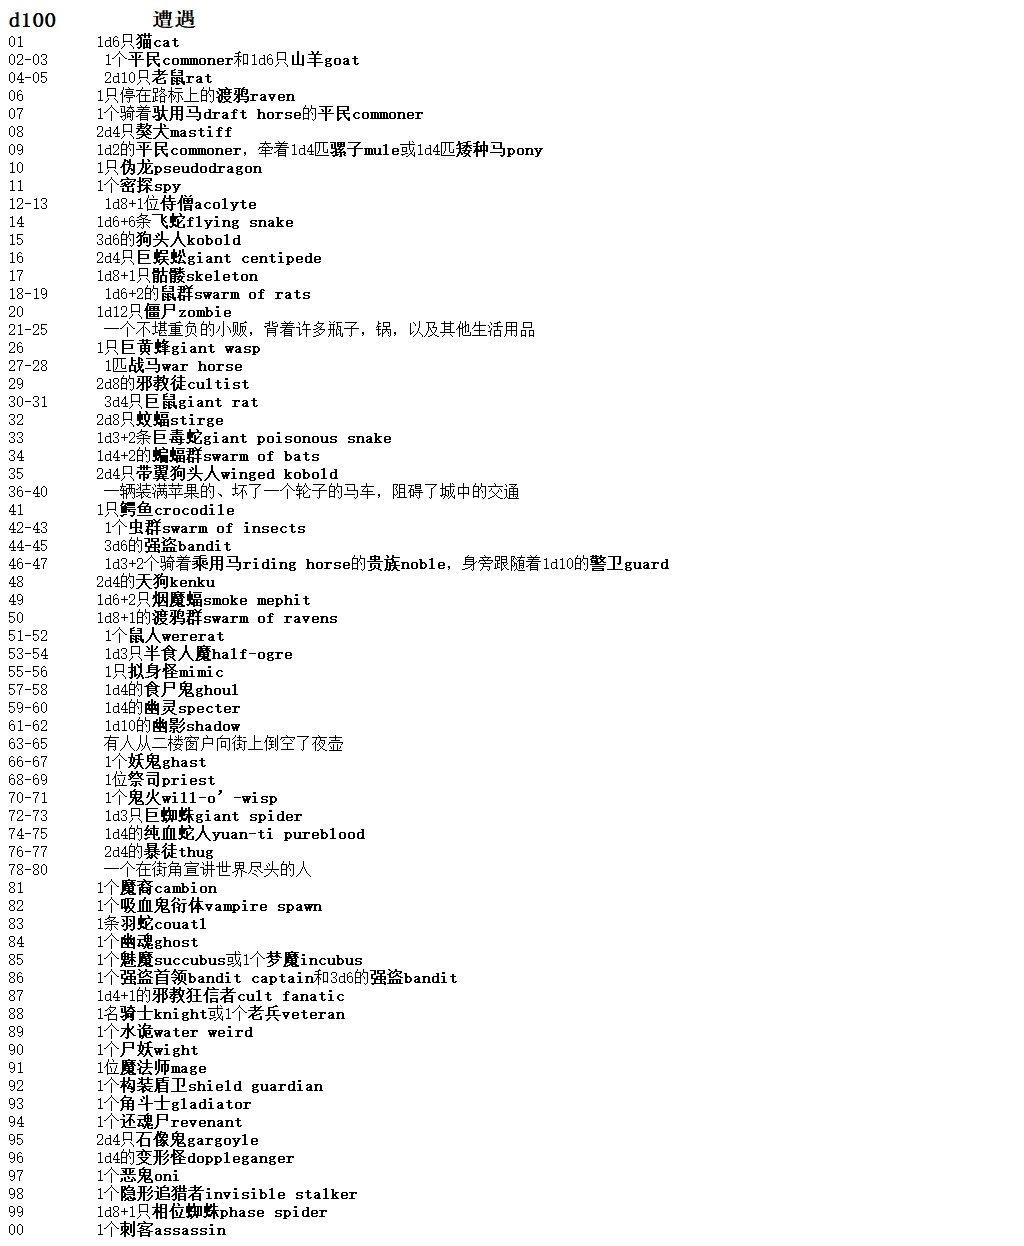 d100 遭遇
01 1d6只猫cat
02-03 1个平民commoner和1d6只山羊goat
04-05 2d10只老鼠rat
06 1只停在路标上的渡鸦raven
07 1个骑着驮用马draft horse的平民commoner
08 2d4只獒犬mastiff
09 1d2的平民commoner，牵着1d4匹骡子mule或1d4匹矮种马pony
10 1只伪龙pseudodragon
11 1个密探spy
12-13 1d8+1位侍僧acolyte
14 1d6+6条飞蛇flying snake
15 3d6的狗头人kobold
16 2d4只巨蜈蚣giant centipede
17 1d8+1只骷髅skeleton
18-19 1d6+2的鼠群swarm of rats
20 1d12只僵尸zombie
21-25 一个不堪重负的小贩，背着许多瓶子，锅，以及其他生活用品
26 1只巨黄蜂giant wasp
27-28 1匹战马war horse
29 2d8的邪教徒cultist
30-31 3d4只巨鼠giant rat
32 2d8只蚊蝠stirge
33 1d3+2条巨毒蛇giant poisonous snake
34 1d4+2的蝙蝠群swarm of bats
35 2d4只带翼狗头人winged kobold
36-40 一辆装满苹果的、坏了一个轮子的马车，阻碍了城中的交通
41 1只鳄鱼crocodile
42-43 1个虫群swarm of insects
44-45 3d6的强盗bandit
46-47 1d3+2个骑着乘用马riding horse的贵族noble，身旁跟随着1d10的警卫guard
48 2d4的天狗kenku
49 1d6+2只烟魔蝠smoke mephit
50 1d8+1的渡鸦群swarm of ravens
51-52 1个鼠人wererat
53-54 1d3只半食人魔half-ogre
55-56 1只拟身怪mimic
57-58 1d4的食尸鬼ghoul
59-60 1d4的幽灵specter
61-62 1d10的幽影shadow
63-65 有人从二楼窗户向街上倒空了夜壶
66-67 1个妖鬼ghast
68-69 1位祭司priest
70-71 1个鬼火will-o’-wisp
72-73 1d3只巨蜘蛛giant spider
74-75 1d4的纯血蛇人yuan-ti pureblood
76-77 2d4的暴徒thug
78-80 一个在街角宣讲世界尽头的人
81 1个魔裔cambion
82 1个吸血鬼衍体vampire spawn
83 1条羽蛇couatl
84 1个幽魂ghost
85 1个魅魔succubus或1个梦魔incubus
86 1个强盗首领bandit captain和3d6的强盗bandit
87 1d4+1的邪教狂信者cult fanatic
88 1名骑士knight或1个老兵veteran
89 1个水诡water weird
90 1个尸妖wight
91 1位魔法师mage
92 1个构装盾卫shield guardian
93 1个角斗士gladiator
94 1个还魂尸revenant
95 2d4只石像鬼gargoyle
96 1d4的变形怪doppleganger
97 1个恶鬼oni
98 1个隐形追猎者invisible stalker
99 1d8+1只相位蜘蛛phase spider
00 1个刺客assassin